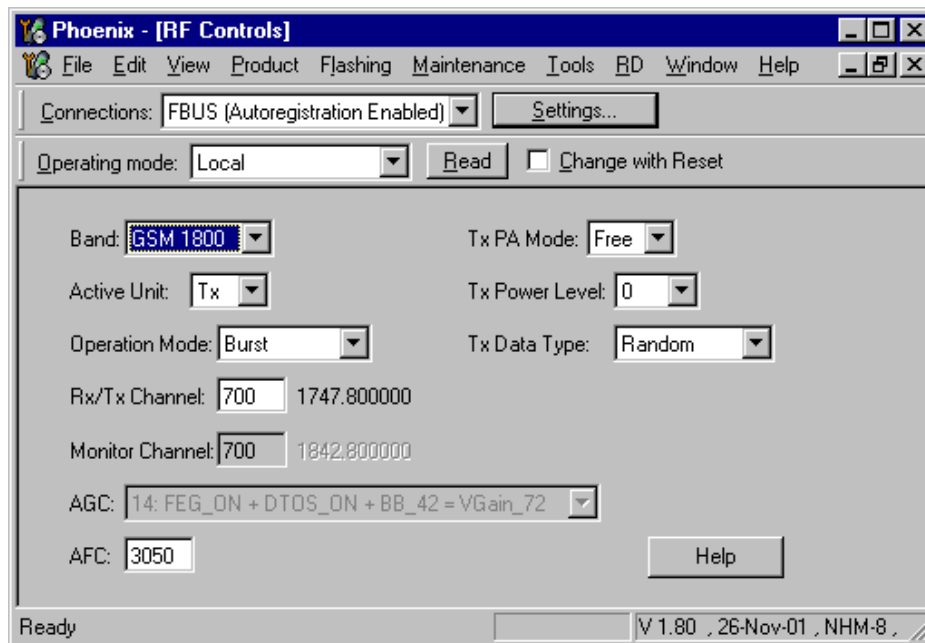 Phoenix - [RF Controls]
File Edit View Product Flashing Maintenance Tools RD Window Help
Connections: FBUS (Autoregistration Enabled) Settings...
Operating mode: Local Read Change with Reset
Band: GSM 1800 Tx PA Mode: Free
Active Unit: Tx Tx Power Level: 0
Operation Mode: Burst Tx Data Type: Random
Rx/Tx Channel: 700 1747.800000
Monitor Channel: 700 1842.800000
AGC: 14: FEG_ON + DTOS_ON + BB_42 = VGain_72
AFC: 3050 Help
Ready V 1.80 , 26-Nov-01 , NHM-8 ,